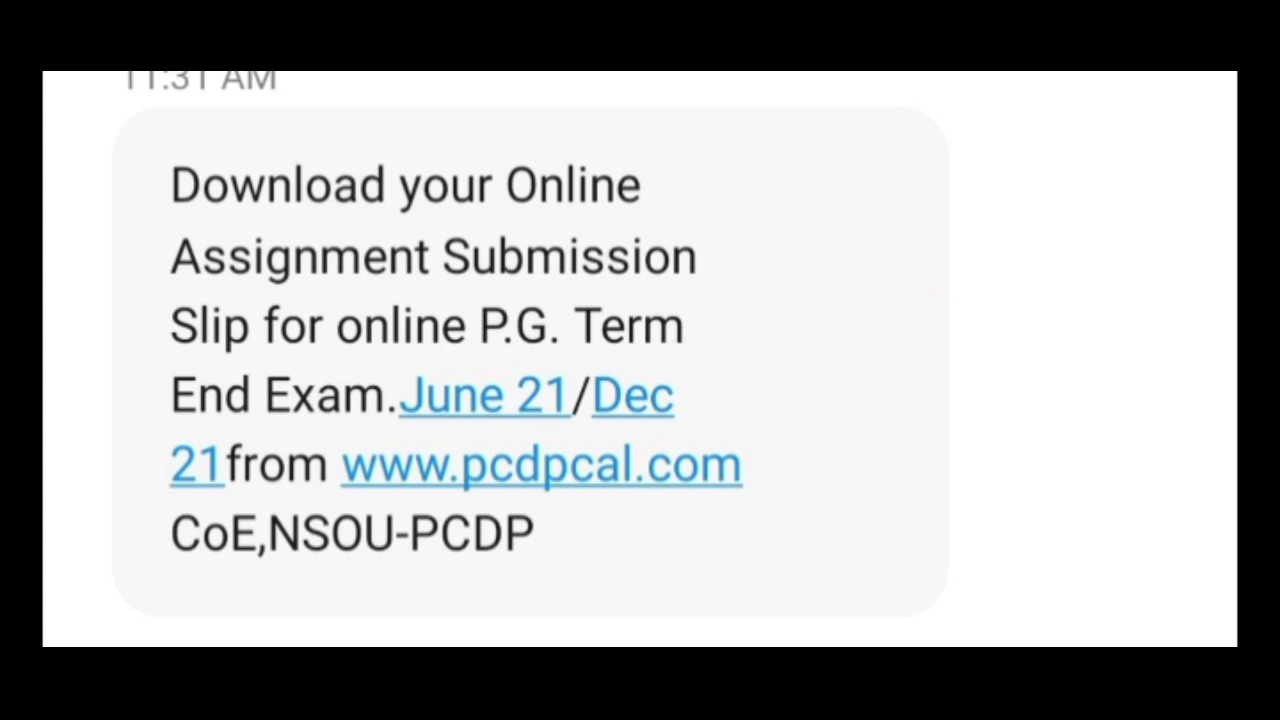 11:31 AM
Download your Online
Assignment Submission
Slip for online P.G. Term
End Exam.June 21/Dec
21from www.pcdpcal.com
CoE,NSOU-PCDP